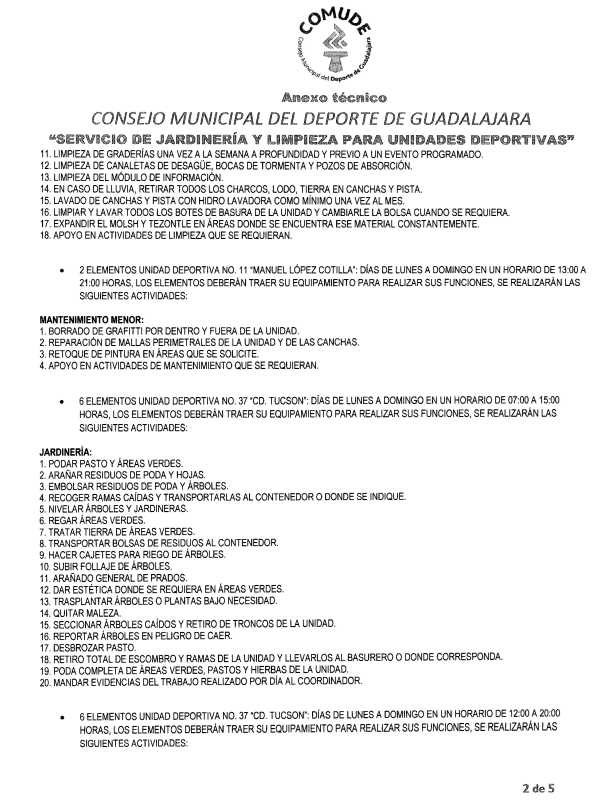 COMUDE
Consejo Municipal del Deporte de Guadalajara
Anexo técnico
CONSEJO MUNICIPAL DEL DEPORTE DE GUADALAJARA
“SERVICIO DE JARDINERÍA Y LIMPIEZA PARA UNIDADES DEPORTIVAS”
11. LIMPIEZA DE GRADERÍAS UNA VEZ A LA SEMANA A PROFUNDIDAD Y PREVIO A UN EVENTO PROGRAMADO.
12. LIMPIEZA DE CANALETAS DE DESAGÜE, BOCAS DE TORMENTA Y POZOS DE ABSORCIÓN.
13. LIMPIEZA DEL MÓDULO DE INFORMACIÓN.
14. EN CASO DE LLUVIA, RETIRAR TODOS LOS CHARCOS, LODO, TIERRA EN CANCHAS Y PISTA.
15. LAVADO DE CANCHAS Y PISTA CON HIDRO LAVADORA COMO MÍNIMO UNA VEZ AL MES.
16. LIMPIAR Y LAVAR TODOS LOS BOTES DE BASURA DE LA UNIDAD Y CAMBIARLE LA BOLSA CUANDO SE REQUIERA.
17. EXPANDIR EL MOLSH Y TEZONTLE EN ÁREAS DONDE SE ENCUENTRA ESE MATERIAL CONSTANTEMENTE.
18. APOYO EN ACTIVIDADES DE LIMPIEZA QUE SE REQUIERAN.
• 2 ELEMENTOS UNIDAD DEPORTIVA NO. 11 “MANUEL LÓPEZ COTILLA”: DÍAS DE LUNES A DOMINGO EN UN HORARIO DE 13:00 A
21:00 HORAS, LOS ELEMENTOS DEBERÁN TRAER SU EQUIPAMIENTO PARA REALIZAR SUS FUNCIONES, SE REALIZARÁN LAS
SIGUIENTES ACTIVIDADES:
MANTENIMIENTO MENOR:
1. BORRADO DE GRAFITTI POR DENTRO Y FUERA DE LA UNIDAD.
2. REPARACIÓN DE MALLAS PERIMETRALES DE LA UNIDAD Y DE LAS CANCHAS.
3. RETOQUE DE PINTURA EN ÁREAS QUE SE SOLICITE.
4. APOYO EN ACTIVIDADES DE MANTENIMIENTO QUE SE REQUIERAN.
• 6 ELEMENTOS UNIDAD DEPORTIVA NO. 37 “CD. TUCSON”: DÍAS DE LUNES A DOMINGO EN UN HORARIO DE 07:00 A 15:00
HORAS, LOS ELEMENTOS DEBERÁN TRAER SU EQUIPAMIENTO PARA REALIZAR SUS FUNCIONES, SE REALIZARÁN LAS
SIGUIENTES ACTIVIDADES:
JARDINERÍA:
1. PODAR PASTO Y ÁREAS VERDES.
2. ARAÑAR RESIDUOS DE PODA Y HOJAS.
3. EMBOLSAR RESIDUOS DE PODA Y ÁRBOLES.
4. RECOGER RAMAS CAÍDAS Y TRANSPORTARLAS AL CONTENEDOR O DONDE SE INDIQUE.
5. NIVELAR ÁRBOLES Y JARDINERAS.
6. REGAR ÁREAS VERDES.
7. TRATAR TIERRA DE ÁREAS VERDES.
8. TRANSPORTAR BOLSAS DE RESIDUOS AL CONTENEDOR.
9. HACER CAJETES PARA RIEGO DE ÁRBOLES.
10. SUBIR FOLLAJE DE ÁRBOLES.
11. ARAÑADO GENERAL DE PRADOS.
12. DAR ESTÉTICA DONDE SE REQUIERA EN ÁREAS VERDES.
13. TRASPLANTAR ÁRBOLES O PLANTAS BAJO NECESIDAD.
14. QUITAR MALEZA.
15. SECCIONAR ÁRBOLES CAÍDOS Y RETIRO DE TRONCOS DE LA UNIDAD.
16. REPORTAR ÁRBOLES EN PELIGRO DE CAER.
17. DESBROZAR PASTO.
18. RETIRO TOTAL DE ESCOMBRO Y RAMAS DE LA UNIDAD Y LLEVARLOS AL BASURERO O DONDE CORRESPONDA.
19. PODA COMPLETA DE ÁREAS VERDES, PASTOS Y HIERBAS DE LA UNIDAD.
20. MANDAR EVIDENCIAS DEL TRABAJO REALIZADO POR DÍA AL COORDINADOR.
• 6 ELEMENTOS UNIDAD DEPORTIVA NO. 37 “CD. TUCSON”: DÍAS DE LUNES A DOMINGO EN UN HORARIO DE 12:00 A 20:00
HORAS, LOS ELEMENTOS DEBERÁN TRAER SU EQUIPAMIENTO PARA REALIZAR SUS FUNCIONES, SE REALIZARÁN LAS
SIGUIENTES ACTIVIDADES:
2 de 5